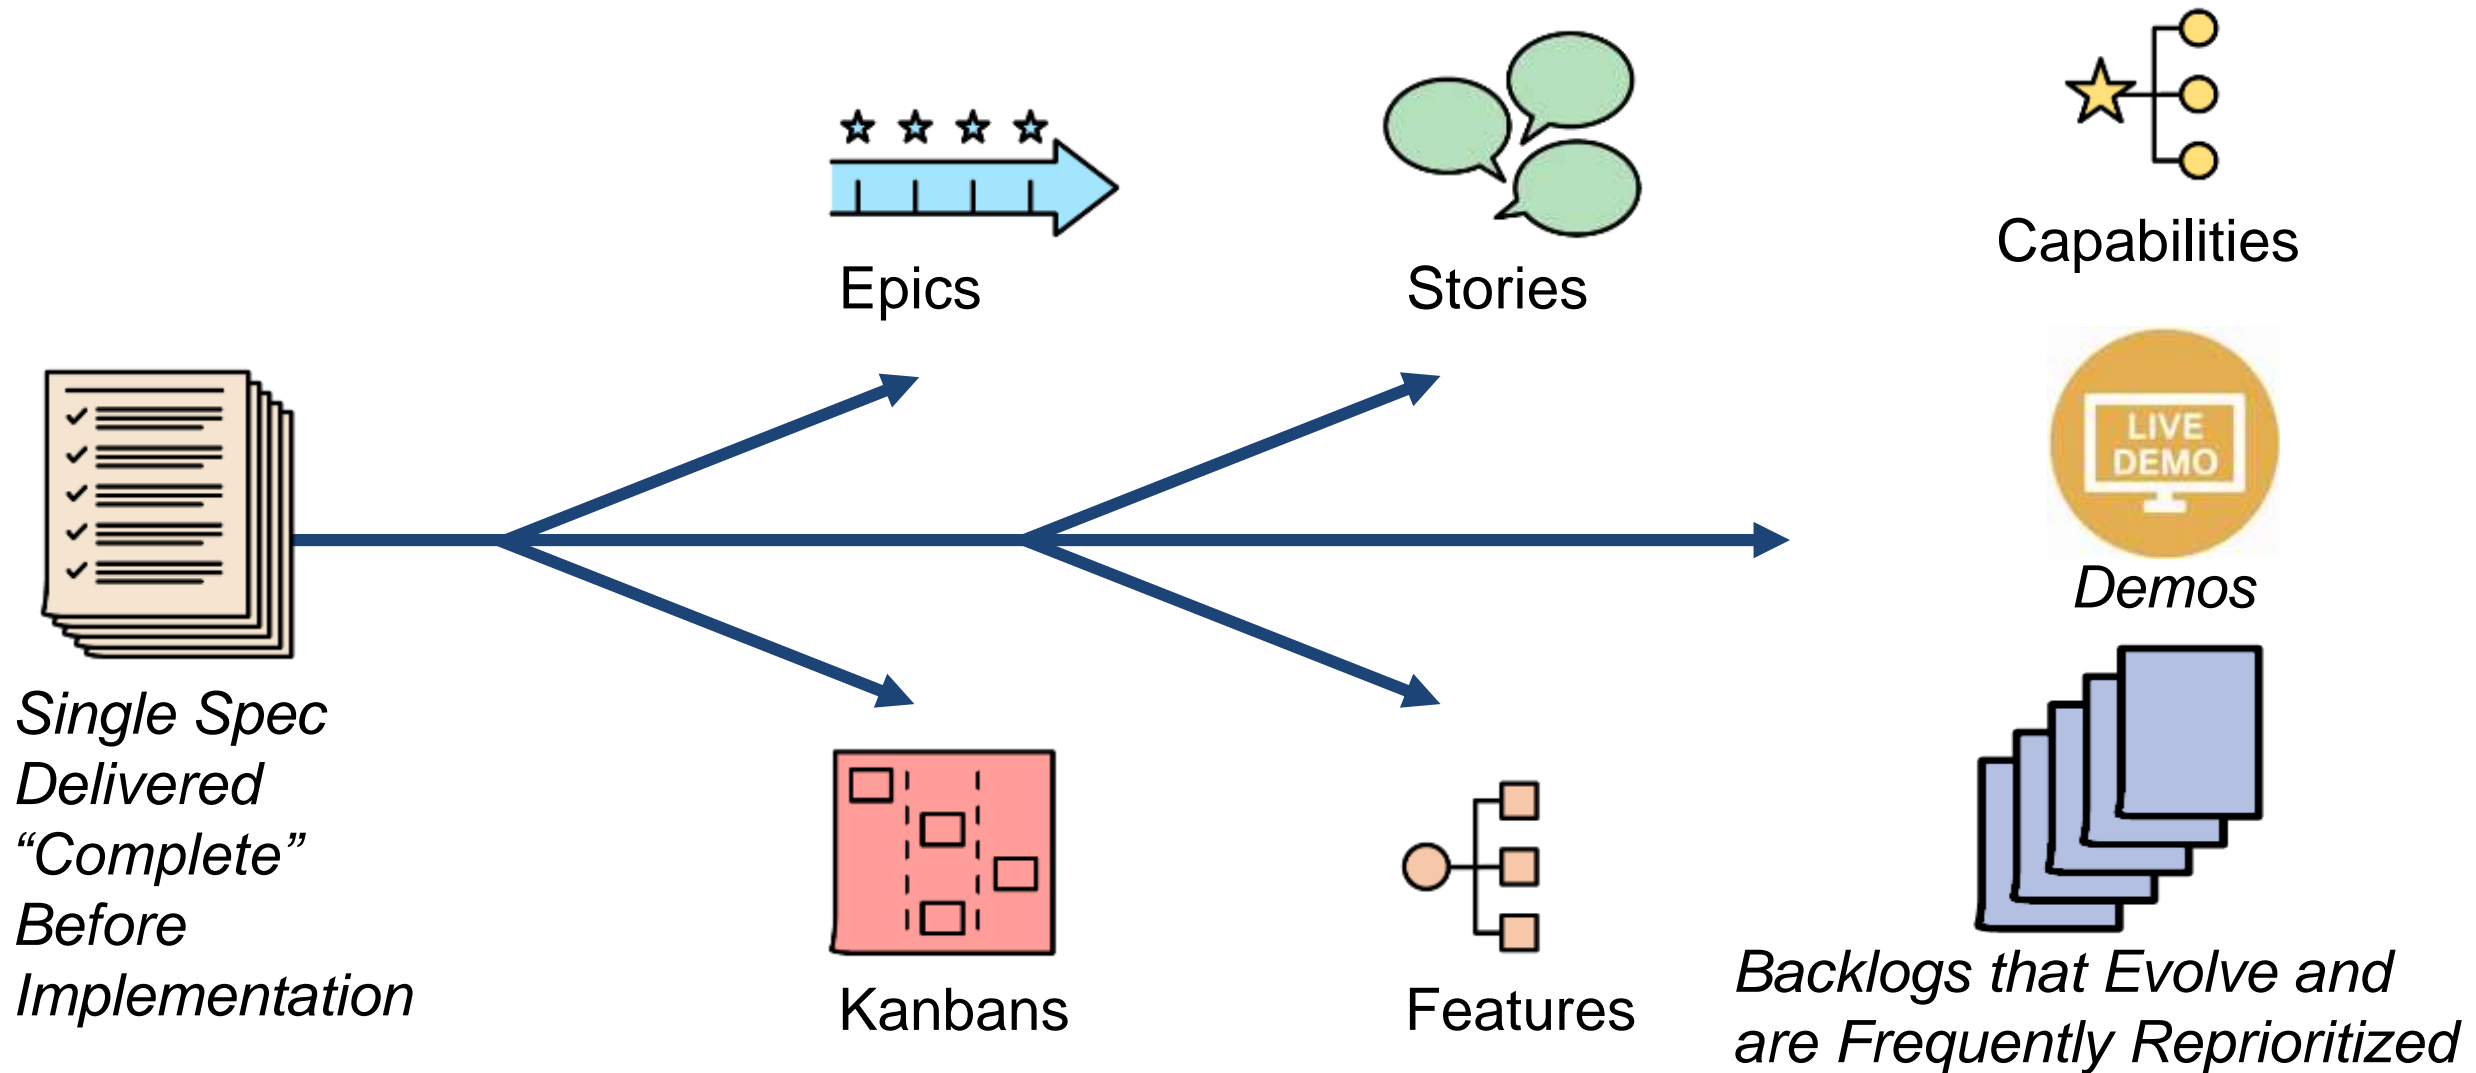 Epics
Stories
Capabilities
LIVE
DEMO
Demos
Single Spec
Delivered
“Complete”
Before
Implementation
Kanbans
Features
Backlogs that Evolve and
are Frequently Reprioritized